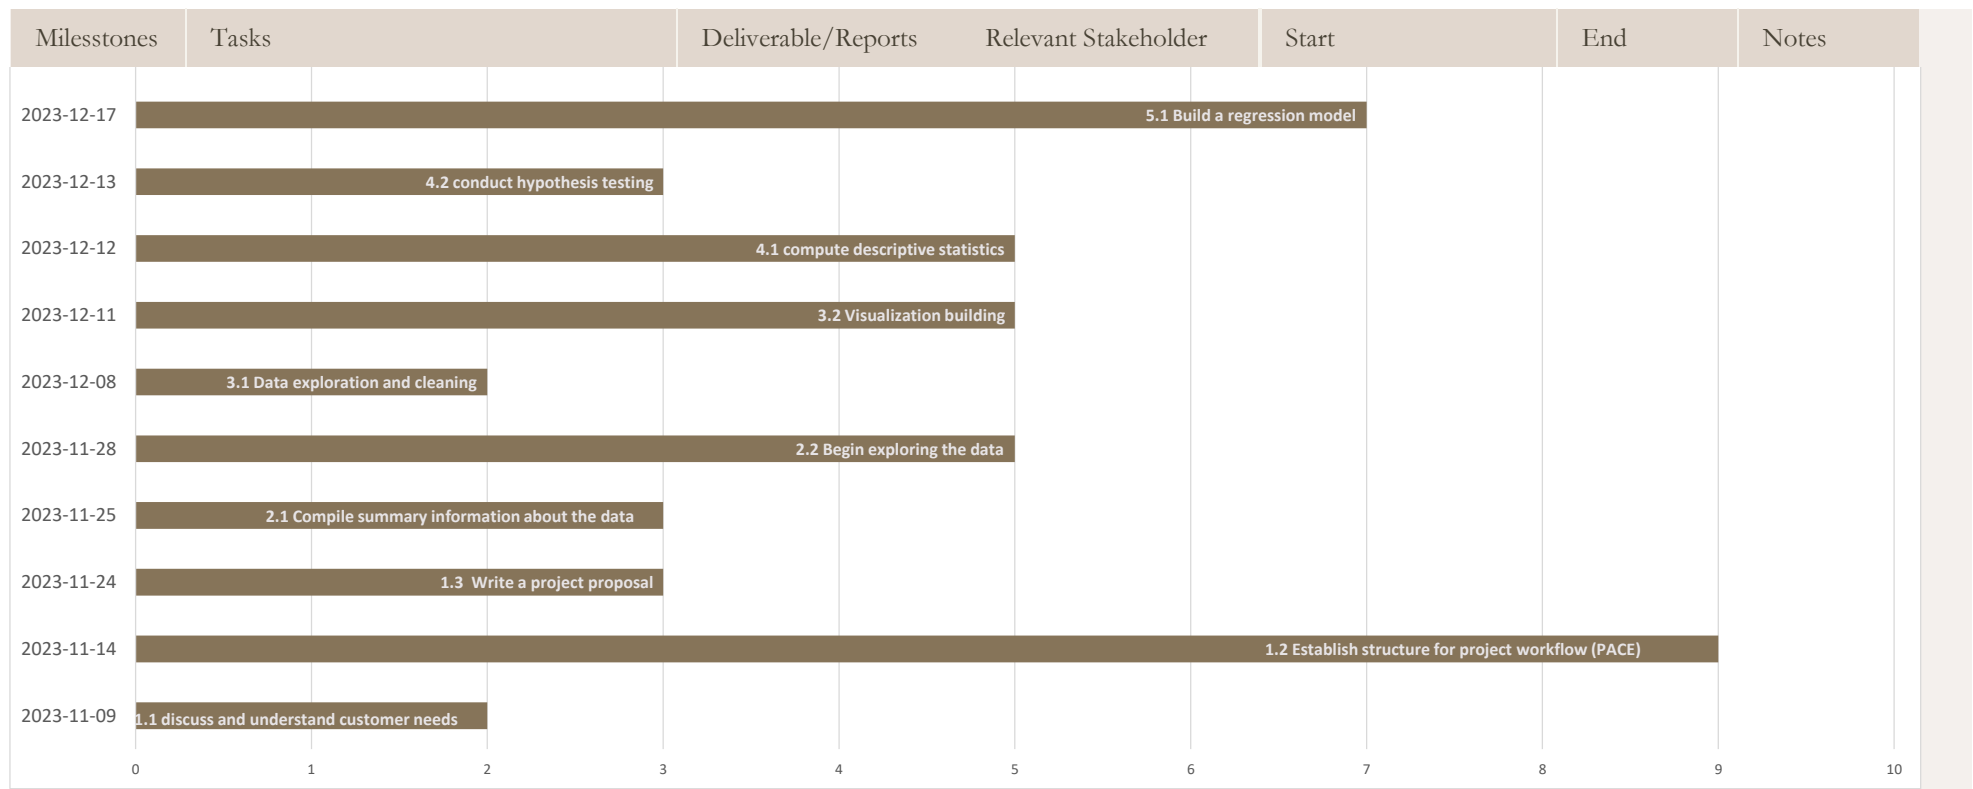 Milesstones Tasks Deliverable/Reports Relevant Stakeholder Start End Notes
2023-12-17 5.1 Build a regression model
2023-12-13 4.2 conduct hypothesis testing
2023-12-12 4.1 compute descriptive statistics
2023-12-11 3.2 Visualization building
2023-12-08 3.1 Data exploration and cleaning
2023-11-28 2.2 Begin exploring the data
2023-11-25 2.1 Compile summary information about the data
2023-11-24 1.3 Write a project proposal
2023-11-14 1.2 Establish structure for project workflow (PACE)
2023-11-09 1.1 discuss and understand customer needs
0 1 2 3 4 5 6 7 8 9 10